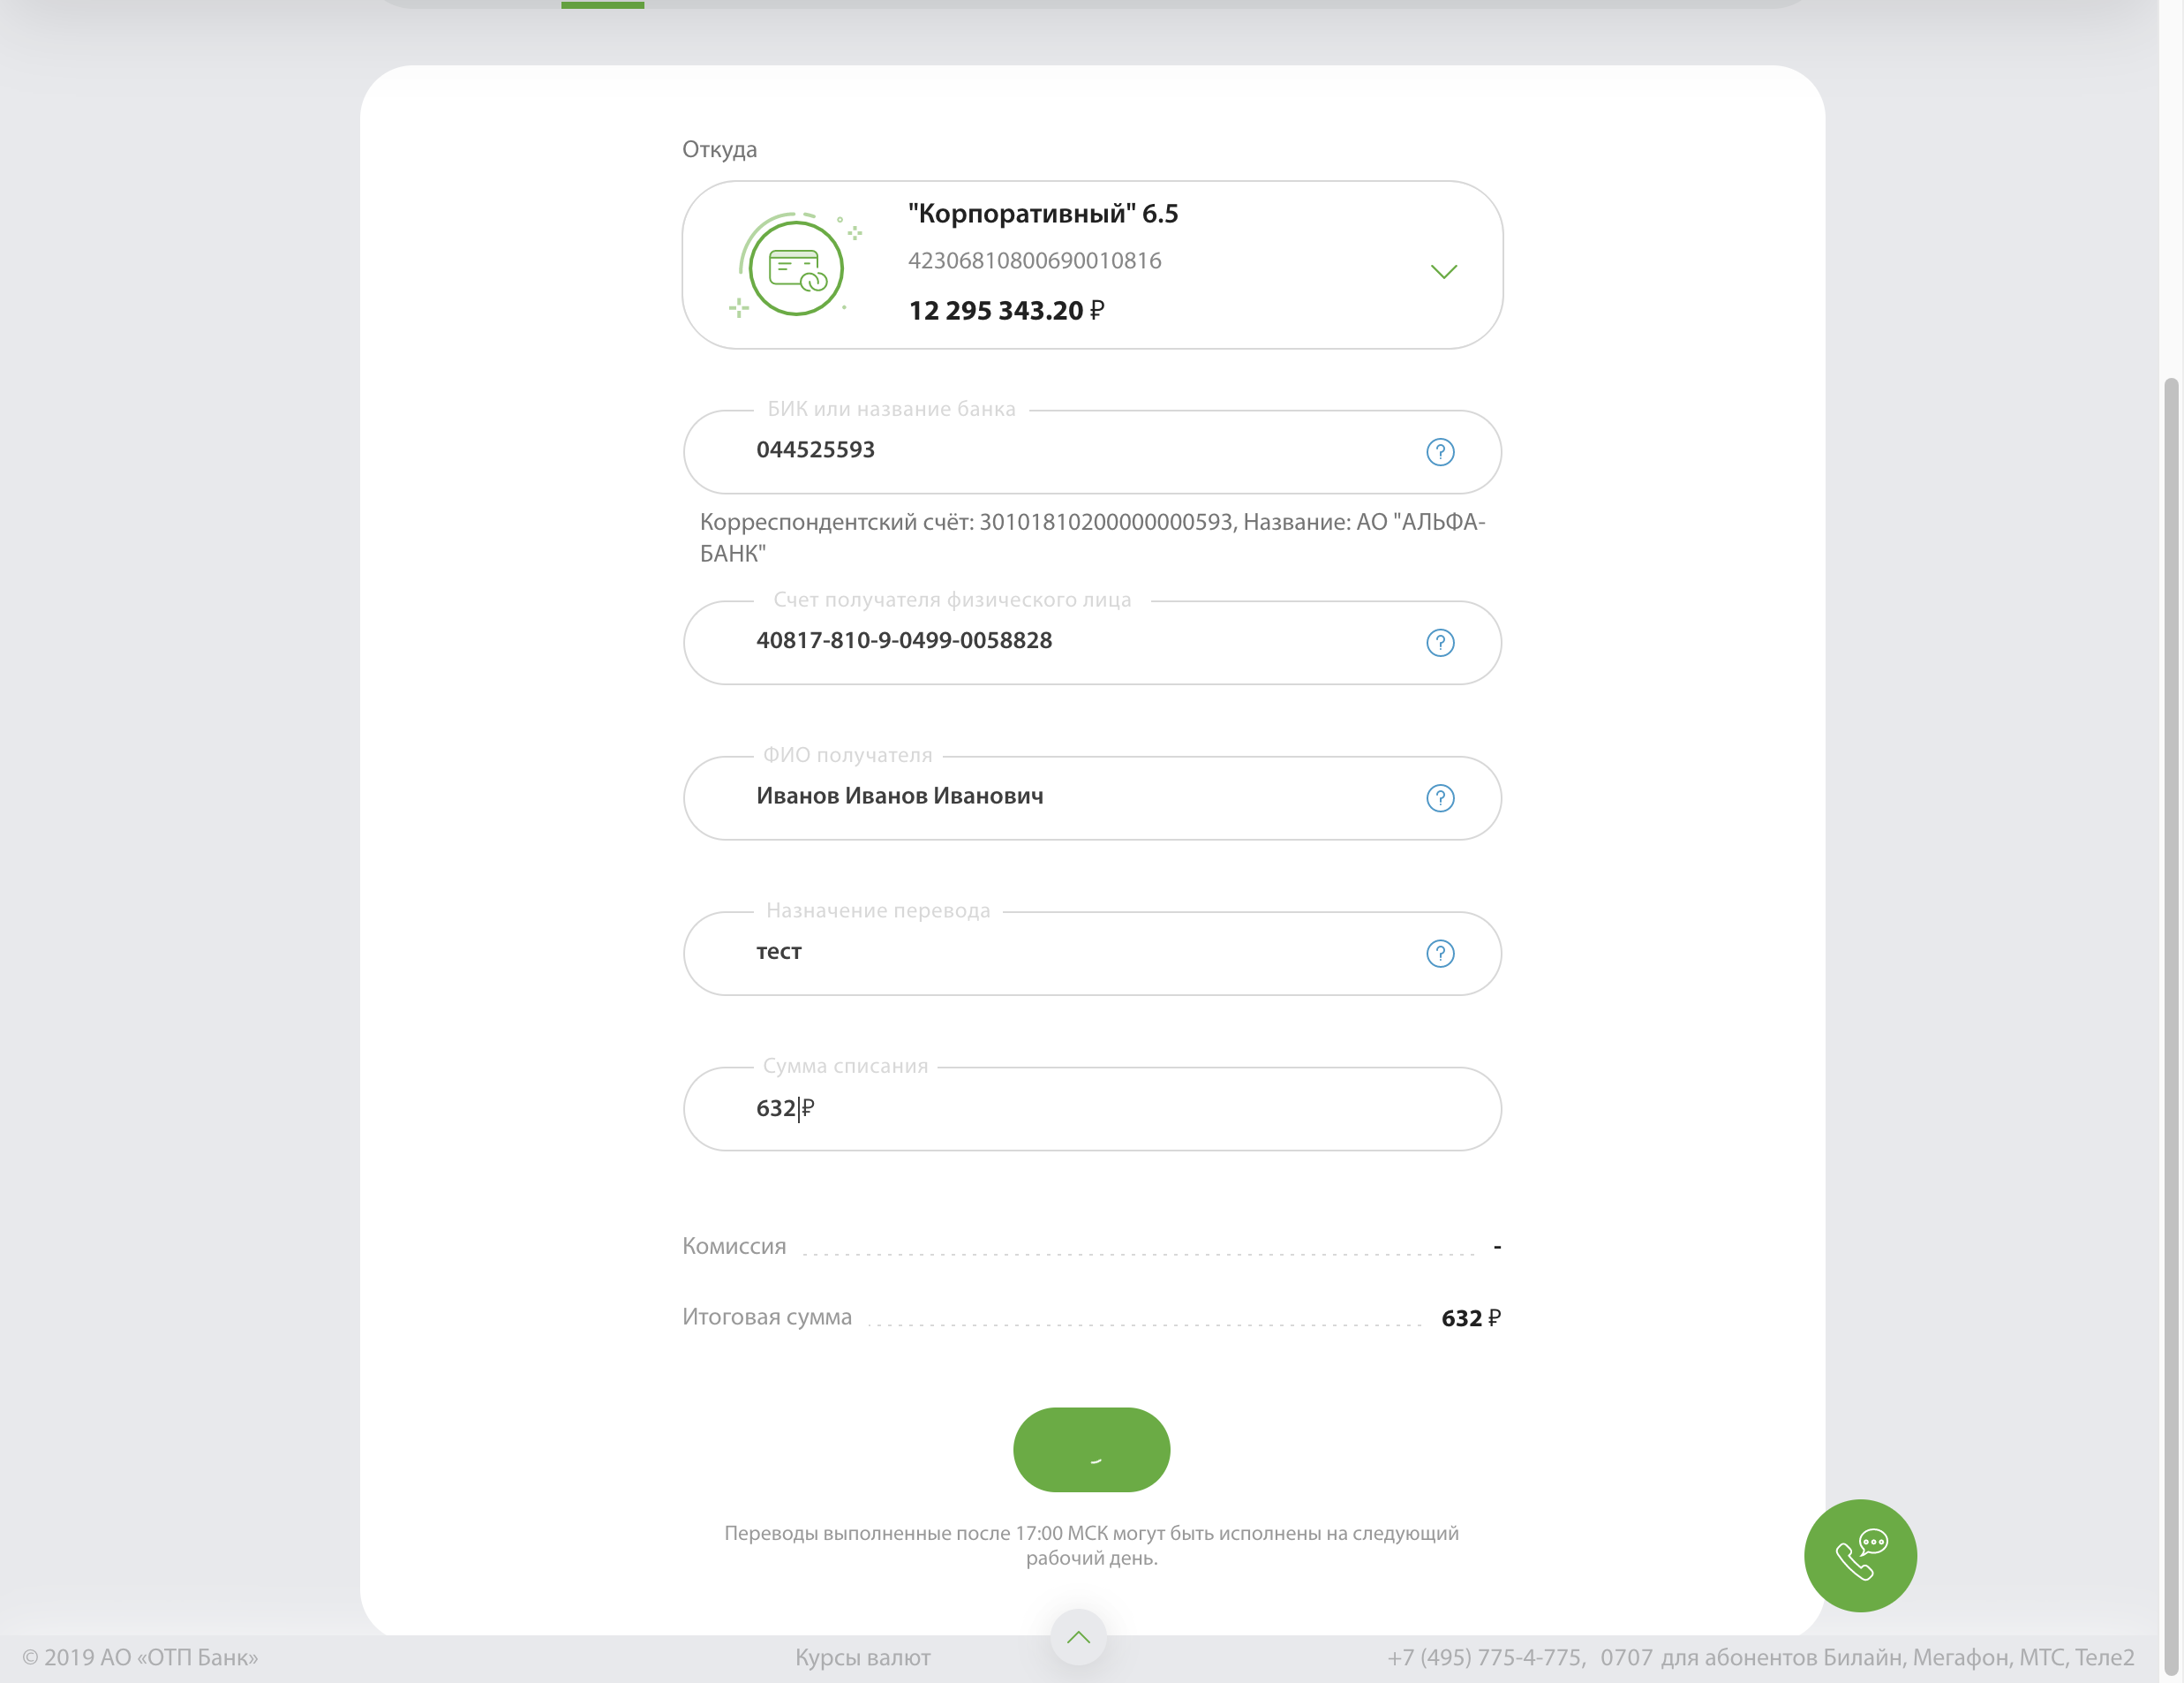 Откуда
"Корпоративный" 6.5
42306810800690010816
12 295 343.20 ₽
БИК или название банка
044525593
Корреспондентский счёт: 30101810200000000593, Название: АО "АЛЬФА-
БАНК"
Счет получателя физического лица
40817-810-9-0499-0058828
ФИО получателя
Иванов Иванов Иванович
Назначение перевода
тест
Сумма списания
632 ₽
Комиссия -
Итоговая сумма 632 ₽
Переводы выполненные после 17:00 МСК могут быть исполнены на следующий
рабочий день.
© 2019 АО «ОТП Банк» Курсы валют +7 (495) 775-4-775, 0707 для абонентов Билайн, Мегафон, МТС, Теле2